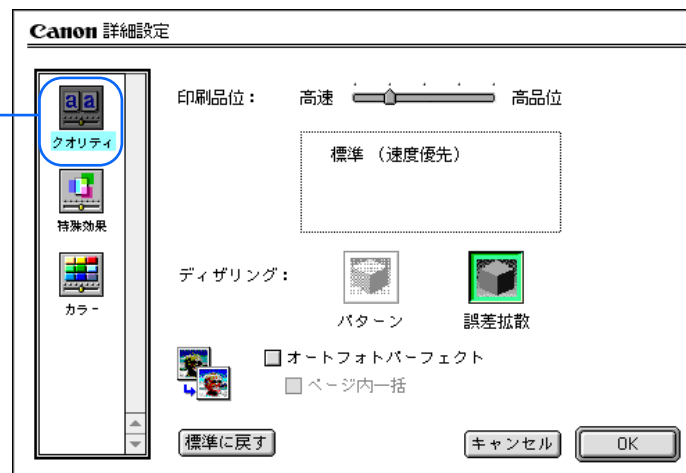 Canon 詳細設定
クオリティ
特殊効果
カラー
印刷品位：
高速
高品位
標準 （速度優先）
ディザリング：
パターン
誤差拡散
オートフォトパーフェクト
ページ内一括
標準に戻す
キャンセル
OK